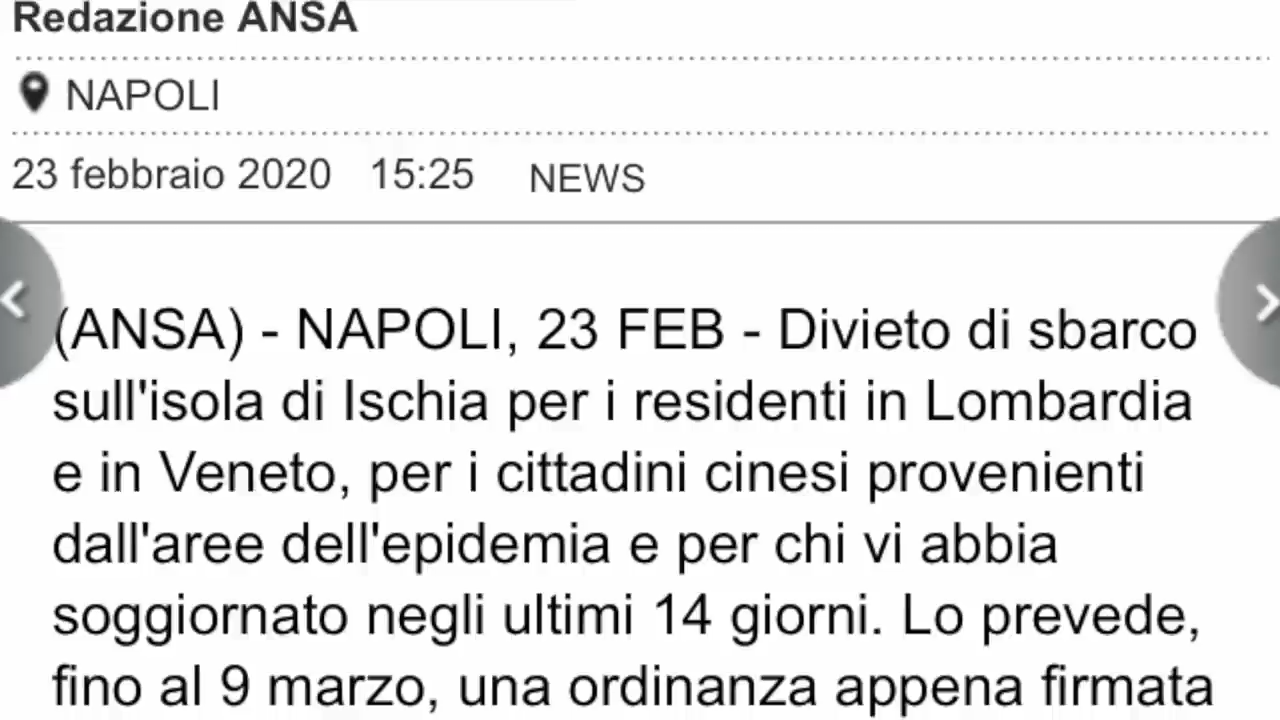 Redazione ANSA
NAPOLI
23 febbraio 2020 15:25 NEWS
(ANSA) - NAPOLI, 23 FEB - Divieto di sbarco
sull'isola di Ischia per i residenti in Lombardia
e in Veneto, per i cittadini cinesi provenienti
dall'aree dell'epidemia e per chi vi abbia
soggiornato negli ultimi 14 giorni. Lo prevede,
fino al 9 marzo, una ordinanza appena firmata